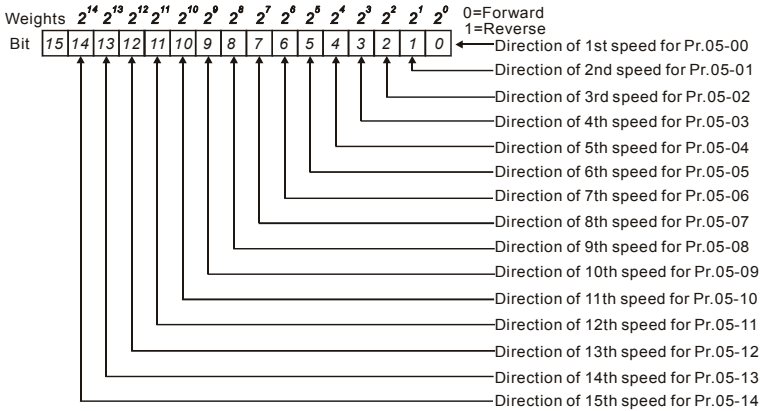 Weights 2^14 2^13 2^12 2^11 2^10 2^9 2^8 2^7 2^6 2^5 2^4 2^3 2^2 2^1 2^0 0=Forward
1=Reverse
Bit 15 14 13 12 11 10 9 8 7 6 5 4 3 2 1 0 Direction of 1st speed for Pr.05-00
Direction of 2nd speed for Pr.05-01
Direction of 3rd speed for Pr.05-02
Direction of 4th speed for Pr.05-03
Direction of 5th speed for Pr.05-04
Direction of 6th speed for Pr.05-05
Direction of 7th speed for Pr.05-06
Direction of 8th speed for Pr.05-07
Direction of 9th speed for Pr.05-08
Direction of 10th speed for Pr.05-09
Direction of 11th speed for Pr.05-10
Direction of 12th speed for Pr.05-11
Direction of 13th speed for Pr.05-12
Direction of 14th speed for Pr.05-13
Direction of 15th speed for Pr.05-14